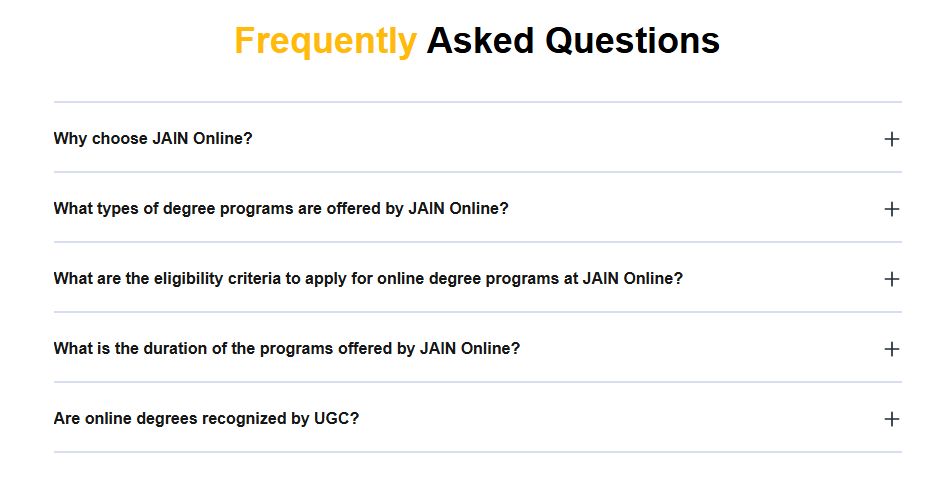 Frequently Asked Questions
Why choose JAIN Online?
What types of degree programs are offered by JAIN Online?
What are the eligibility criteria to apply for online degree programs at JAIN Online?
What is the duration of the programs offered by JAIN Online?
Are online degrees recognized by UGC?